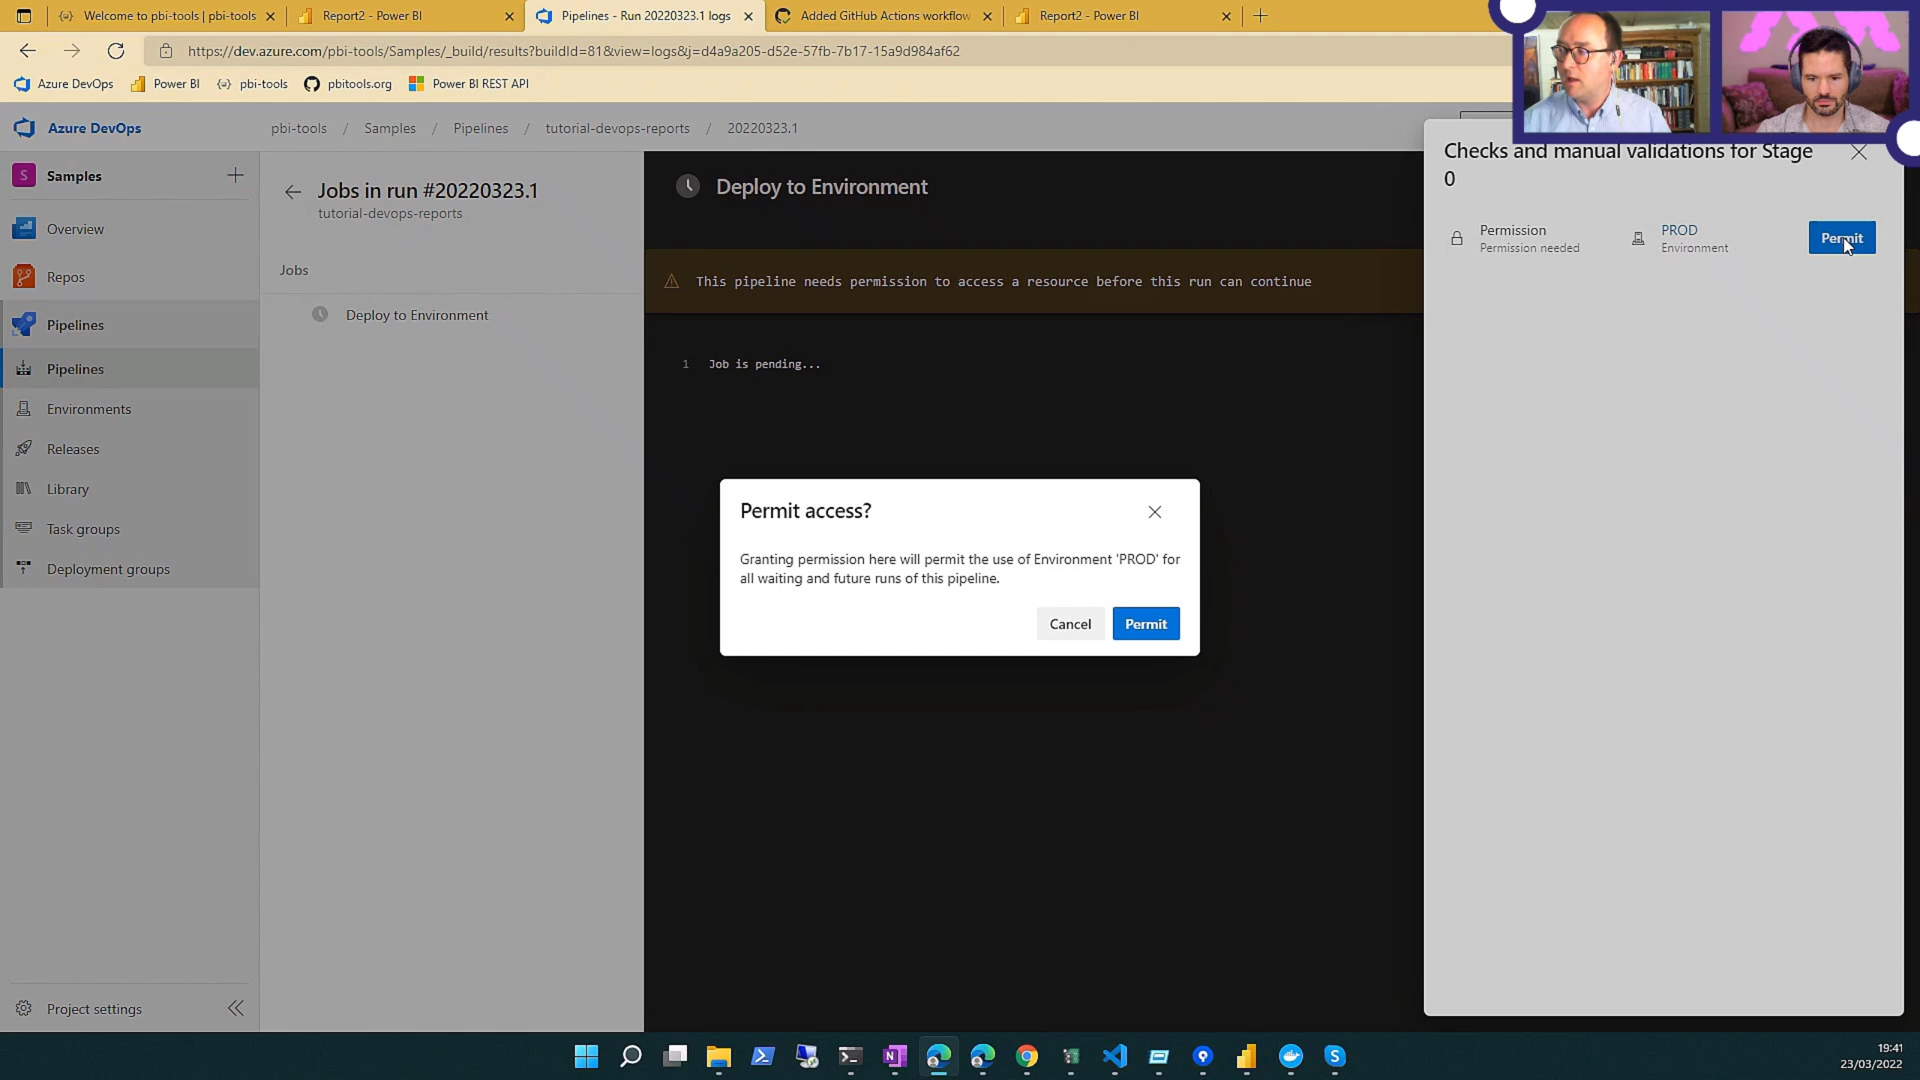 Welcome to pbi-tools | pbi-tools
Report2 - Power BI
Pipelines - Run 20220323.1 logs
Added GitHub Actions workflow
Report2 - Power BI
https://dev.azure.com/pbi-tools/Samples/_build/results?buildId=81&view=logs&j=d4a9a205-d52e-57fb-7b17-15a9d984af62
Azure DevOps
Power BI
pbi-tools
pbitools.org
Power BI REST API
Azure DevOps
pbi-tools / Samples / Pipelines / tutorial-devops-reports / 20220323.1
S Samples
Overview
Repos
Pipelines
Pipelines
Environments
Releases
Library
Task groups
Deployment groups
Project settings
Jobs in run #20220323.1
tutorial-devops-reports
Jobs
Deploy to Environment
Deploy to Environment
This pipeline needs permission to access a resource before this run can continue
1 Job is pending...
Permit access?
Granting permission here will permit the use of Environment 'PROD' for
all waiting and future runs of this pipeline.
Cancel
Permit
Checks and manual validations for Stage
0
Permission
Permission needed
PROD
Environment
Permit
19:41
23/03/2022